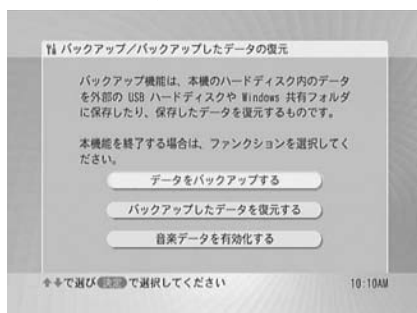 バックアップ／バックアップしたデータの復元
バックアップ機能は、本機のハードディスク内のデータ
を外部の USB ハードディスクや Windows 共有フォルダ
に保存したり、保存したデータを復元するものです。
本機能を終了する場合は、ファンクションを選択してく
ださい。
データをバックアップする
バックアップしたデータを復元する
音楽データを有効化する
で選び 決定 で選択してください
10:10AM